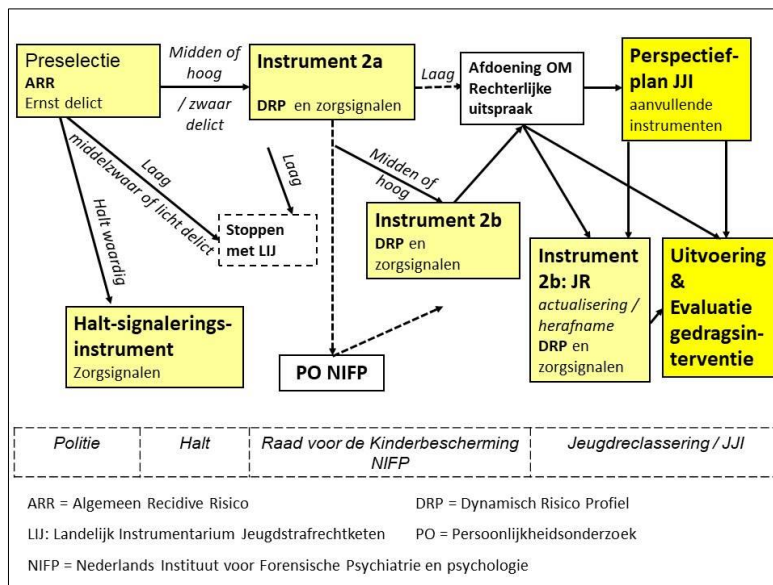 Preselectie
ARR
Ernst delict
Midden of
hoog
/ zwaar
delict
Instrument 2a
DRP en zorgsignalen
Laag
Afdoening OM
Rechterlijke
uitspraak
Perspectief-
plan JJI
aanvullende
instrumenten
Laag
middelzwaar of licht delict
Halt waardig
Laag
Stoppen
met LIJ
Midden of
hoog
Instrument 2b
DRP en
zorgsignalen
Instrument
2b: JR
actualisering /
herafname
DRP en
zorgsignalen
Uitvoering
&
Evaluatie
gedragsin-
terventie
Halt-signalerings-
instrument
Zorgsignalen
PO NIFP
Politie
Halt
Raad voor de Kinderbescherming
NIFP
Jeugdreclassering / JJI
ARR = Algemeen Recidive Risico
DRP = Dynamisch Risico Profiel
LIJ: Landelijk Instrumentarium Jeugdstrafrechtketen
PO = Persoonlijkheidsonderzoek
NIFP = Nederlands Instituut voor Forensische Psychiatrie en psychologie